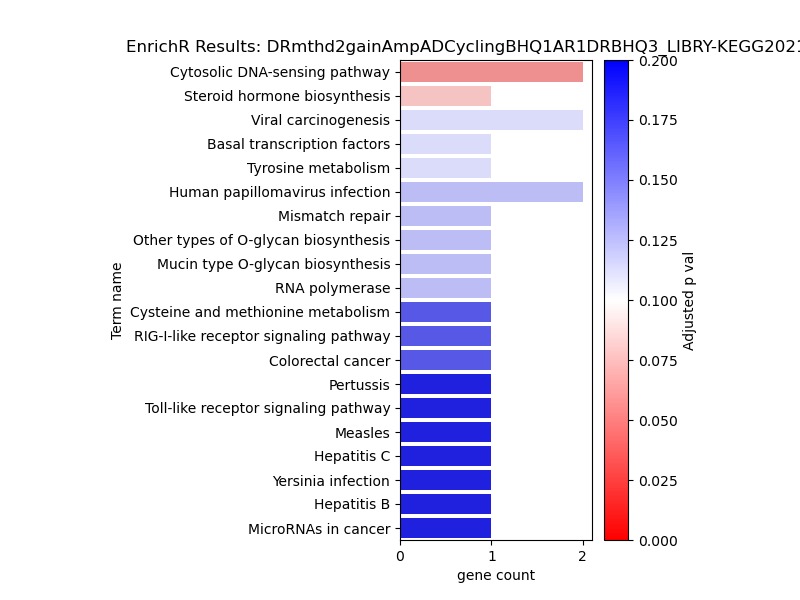 EnrichR Results: DRmthd2gainAmpADCyclingBHQ1AR1DRBHQ3_LIBRY-KEGG2021
Cytosolic DNA-sensing pathway
Steroid hormone biosynthesis
Viral carcinogenesis
Basal transcription factors
Tyrosine metabolism
Human papillomavirus infection
Mismatch repair
Other types of O-glycan biosynthesis
Mucin type O-glycan biosynthesis
RNA polymerase
Cysteine and methionine metabolism
RIG-I-like receptor signaling pathway
Colorectal cancer
Pertussis
Toll-like receptor signaling pathway
Measles
Hepatitis C
Yersinia infection
Hepatitis B
MicroRNAs in cancer
Term name
0 1 2
gene count
0.200
0.175
0.150
0.125
0.100
0.075
0.050
0.025
0.000
Adjusted p val